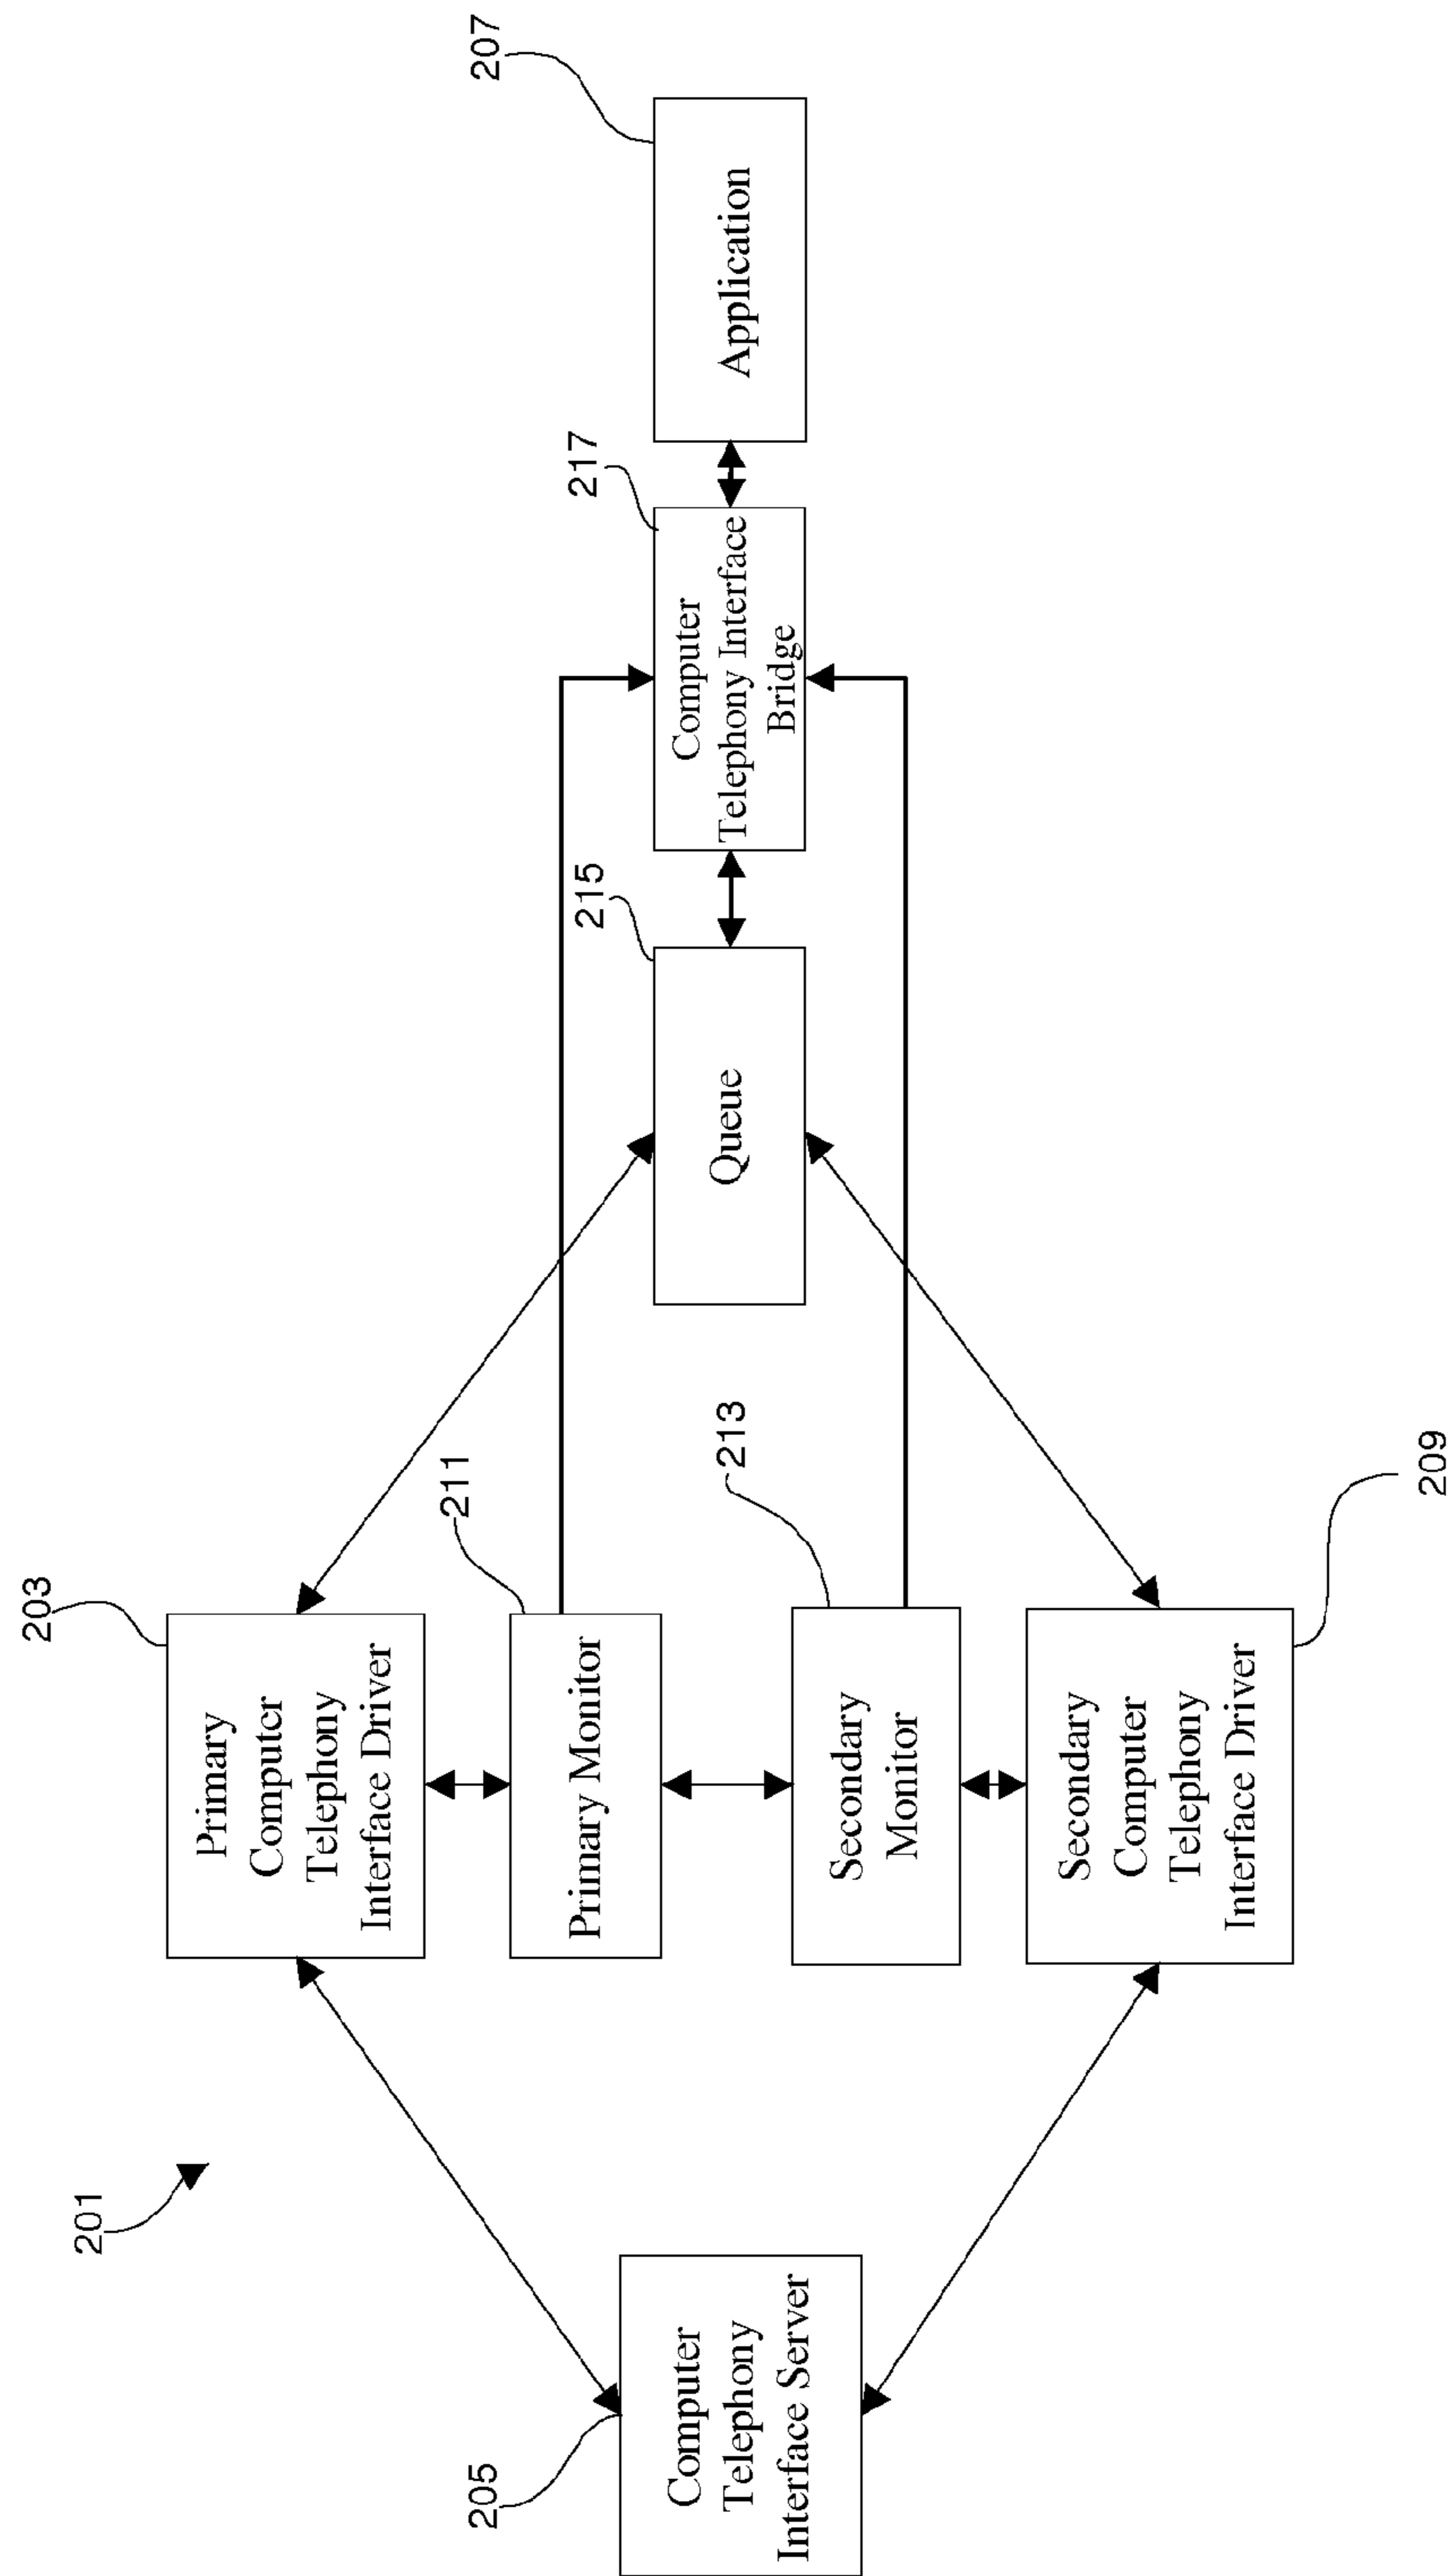 201
203
Primary
Computer
Telephony
Interface Driver
205
Computer
Telephony
Interface Server
211
Primary Monitor
213
Secondary
Monitor
Secondary
Computer
Telephony
Interface Driver
209
215
Queue
217
Computer
Telephony Interface
Bridge
207
Application